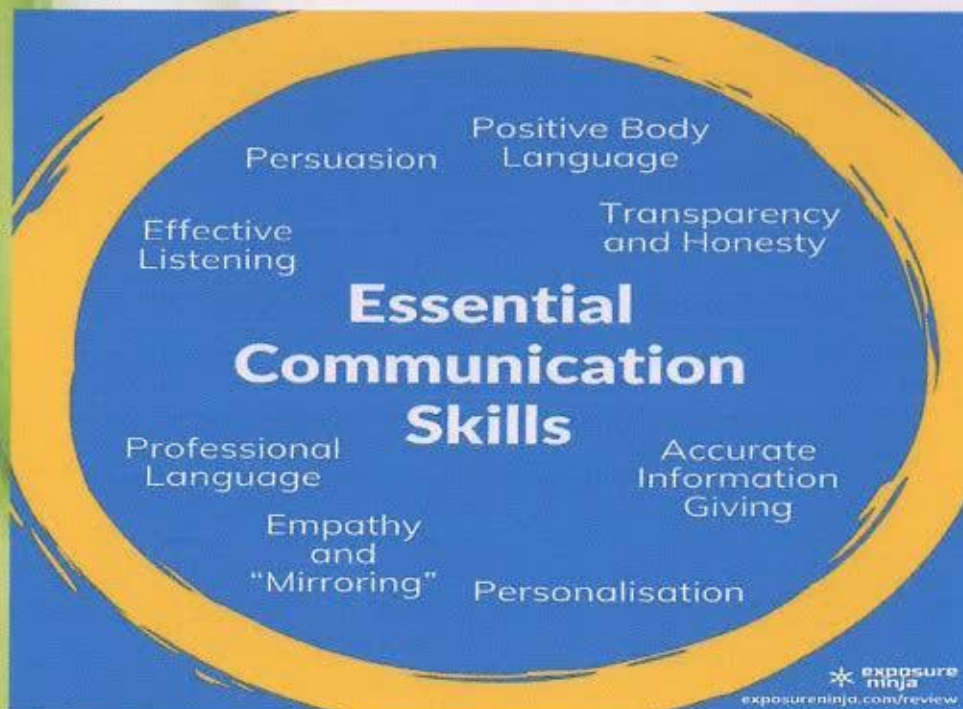 Persuasion
Positive Body
Language
Effective
Listening
Transparency
and Honesty
Essential
Communication
Skills
Professional
Language
Accurate
Information
Giving
Empathy
and
“Mirroring”
Personalisation
exposure
ninja
exposureninja.com/review